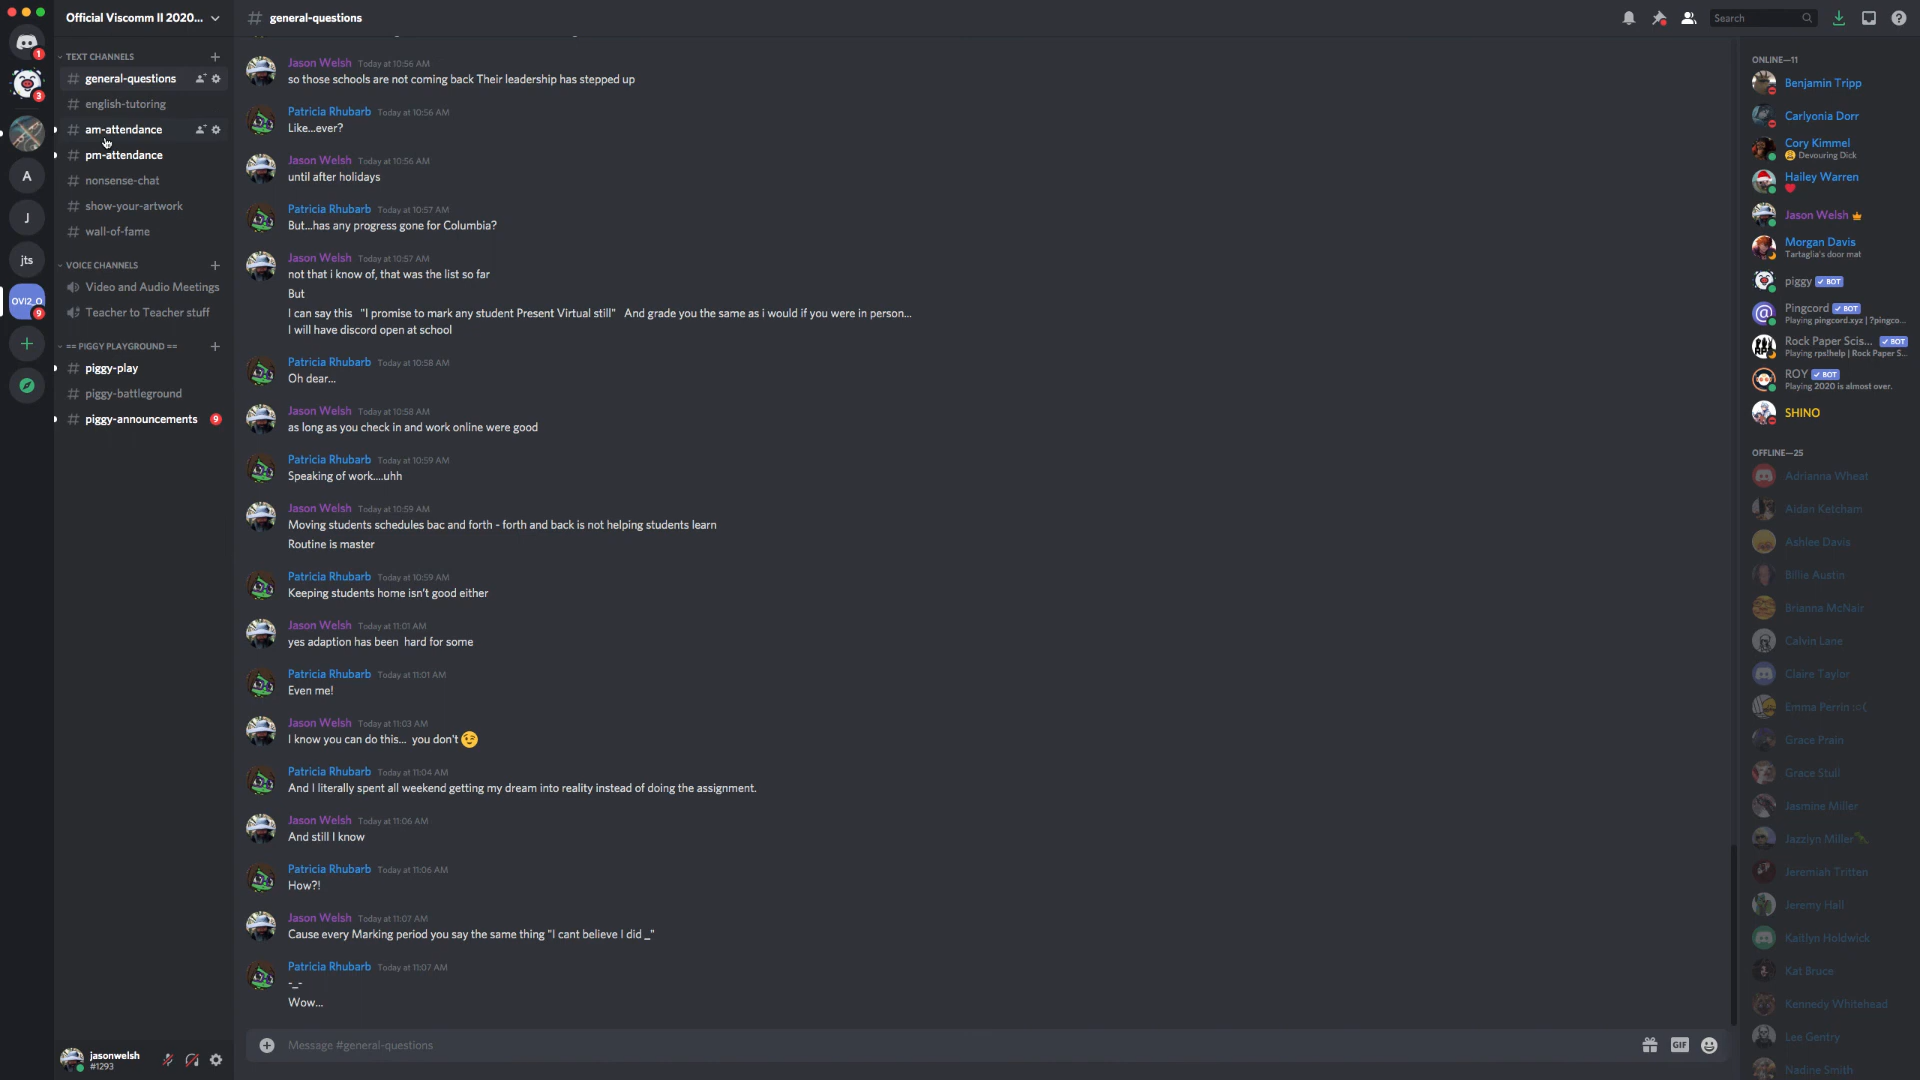 Official Viscomm II 2020...
TEXT CHANNELS
general-questions
english-tutoring
am-attendance
pm-attendance
nonsense-chat
show-your-artwork
wall-of-fame
VOICE CHANNELS
Video and Audio Meetings
Teacher to Teacher stuff
== PIGGY PLAYGROUND ==
piggy-play
piggy-battleground
piggy-announcements 9
1
3
A
J
jts
OVI2_O
9
jasonwelsh
#1293
# general-questions
Search
Jason Welsh Today at 10:56 AM
so those schools are not coming back Their leadership has stepped up
Patricia Rhubarb Today at 10:56 AM
Like...ever?
Jason Welsh Today at 10:56 AM
until after holidays
Patricia Rhubarb Today at 10:57 AM
But...has any progress gone for Columbia?
Jason Welsh Today at 10:57 AM
not that i know of, that was the list so far
But
I can say this "I promise to mark any student Present Virtual still" And grade you the same as i would if you were in person...
I will have discord open at school
Patricia Rhubarb Today at 10:58 AM
Oh dear...
Jason Welsh Today at 10:58 AM
as long as you check in and work online were good
Patricia Rhubarb Today at 10:59 AM
Speaking of work....uhh
Jason Welsh Today at 10:59 AM
Moving students schedules bac and forth - forth and back is not helping students learn
Routine is master
Patricia Rhubarb Today at 10:59 AM
Keeping students home isn't good either
Jason Welsh Today at 11:01 AM
yes adaption has been hard for some
Patricia Rhubarb Today at 11:01 AM
Even me!
Jason Welsh Today at 11:03 AM
I know you can do this... you don't 😉
Patricia Rhubarb Today at 11:04 AM
And I literally spent all weekend getting my dream into reality instead of doing the assignment.
Jason Welsh Today at 11:06 AM
And still I know
Patricia Rhubarb Today at 11:06 AM
How?!
Jason Welsh Today at 11:07 AM
Cause every Marking period you say the same thing "I cant believe I did _"
Patricia Rhubarb Today at 11:07 AM
-_-
Wow...
Message #general-questions
GIF
ONLINE—11
Benjamin Tripp
Carlyonia Dorr
Cory Kimmel
Devouring Dick
Hailey Warren
Jason Welsh
Morgan Davis
Tartaglia's door mat
piggy BOT
Pingcord BOT
Playing pingcord.xyz | ?pingco...
Rock Paper Scis... BOT
Playing rps!help | Rock Paper S...
ROY BOT
Playing 2020 is almost over.
SHINO
OFFLINE—25
Adrianna Wheat
Aidan Ketcham
Ashlee Davis
Billie Austin
Brianna McNair
Calvin Lane
Claire Taylor
Emma Perrin :o(
Grace Prain
Grace Stull
Jasmine Miller
Jazziyn Miller
Jeremiah Tritten
Jeremy Hall
Kaitlyn Holdwick
Kat Bruce
Kennedy Whitehead
Lee Gentry
Nadine Smith